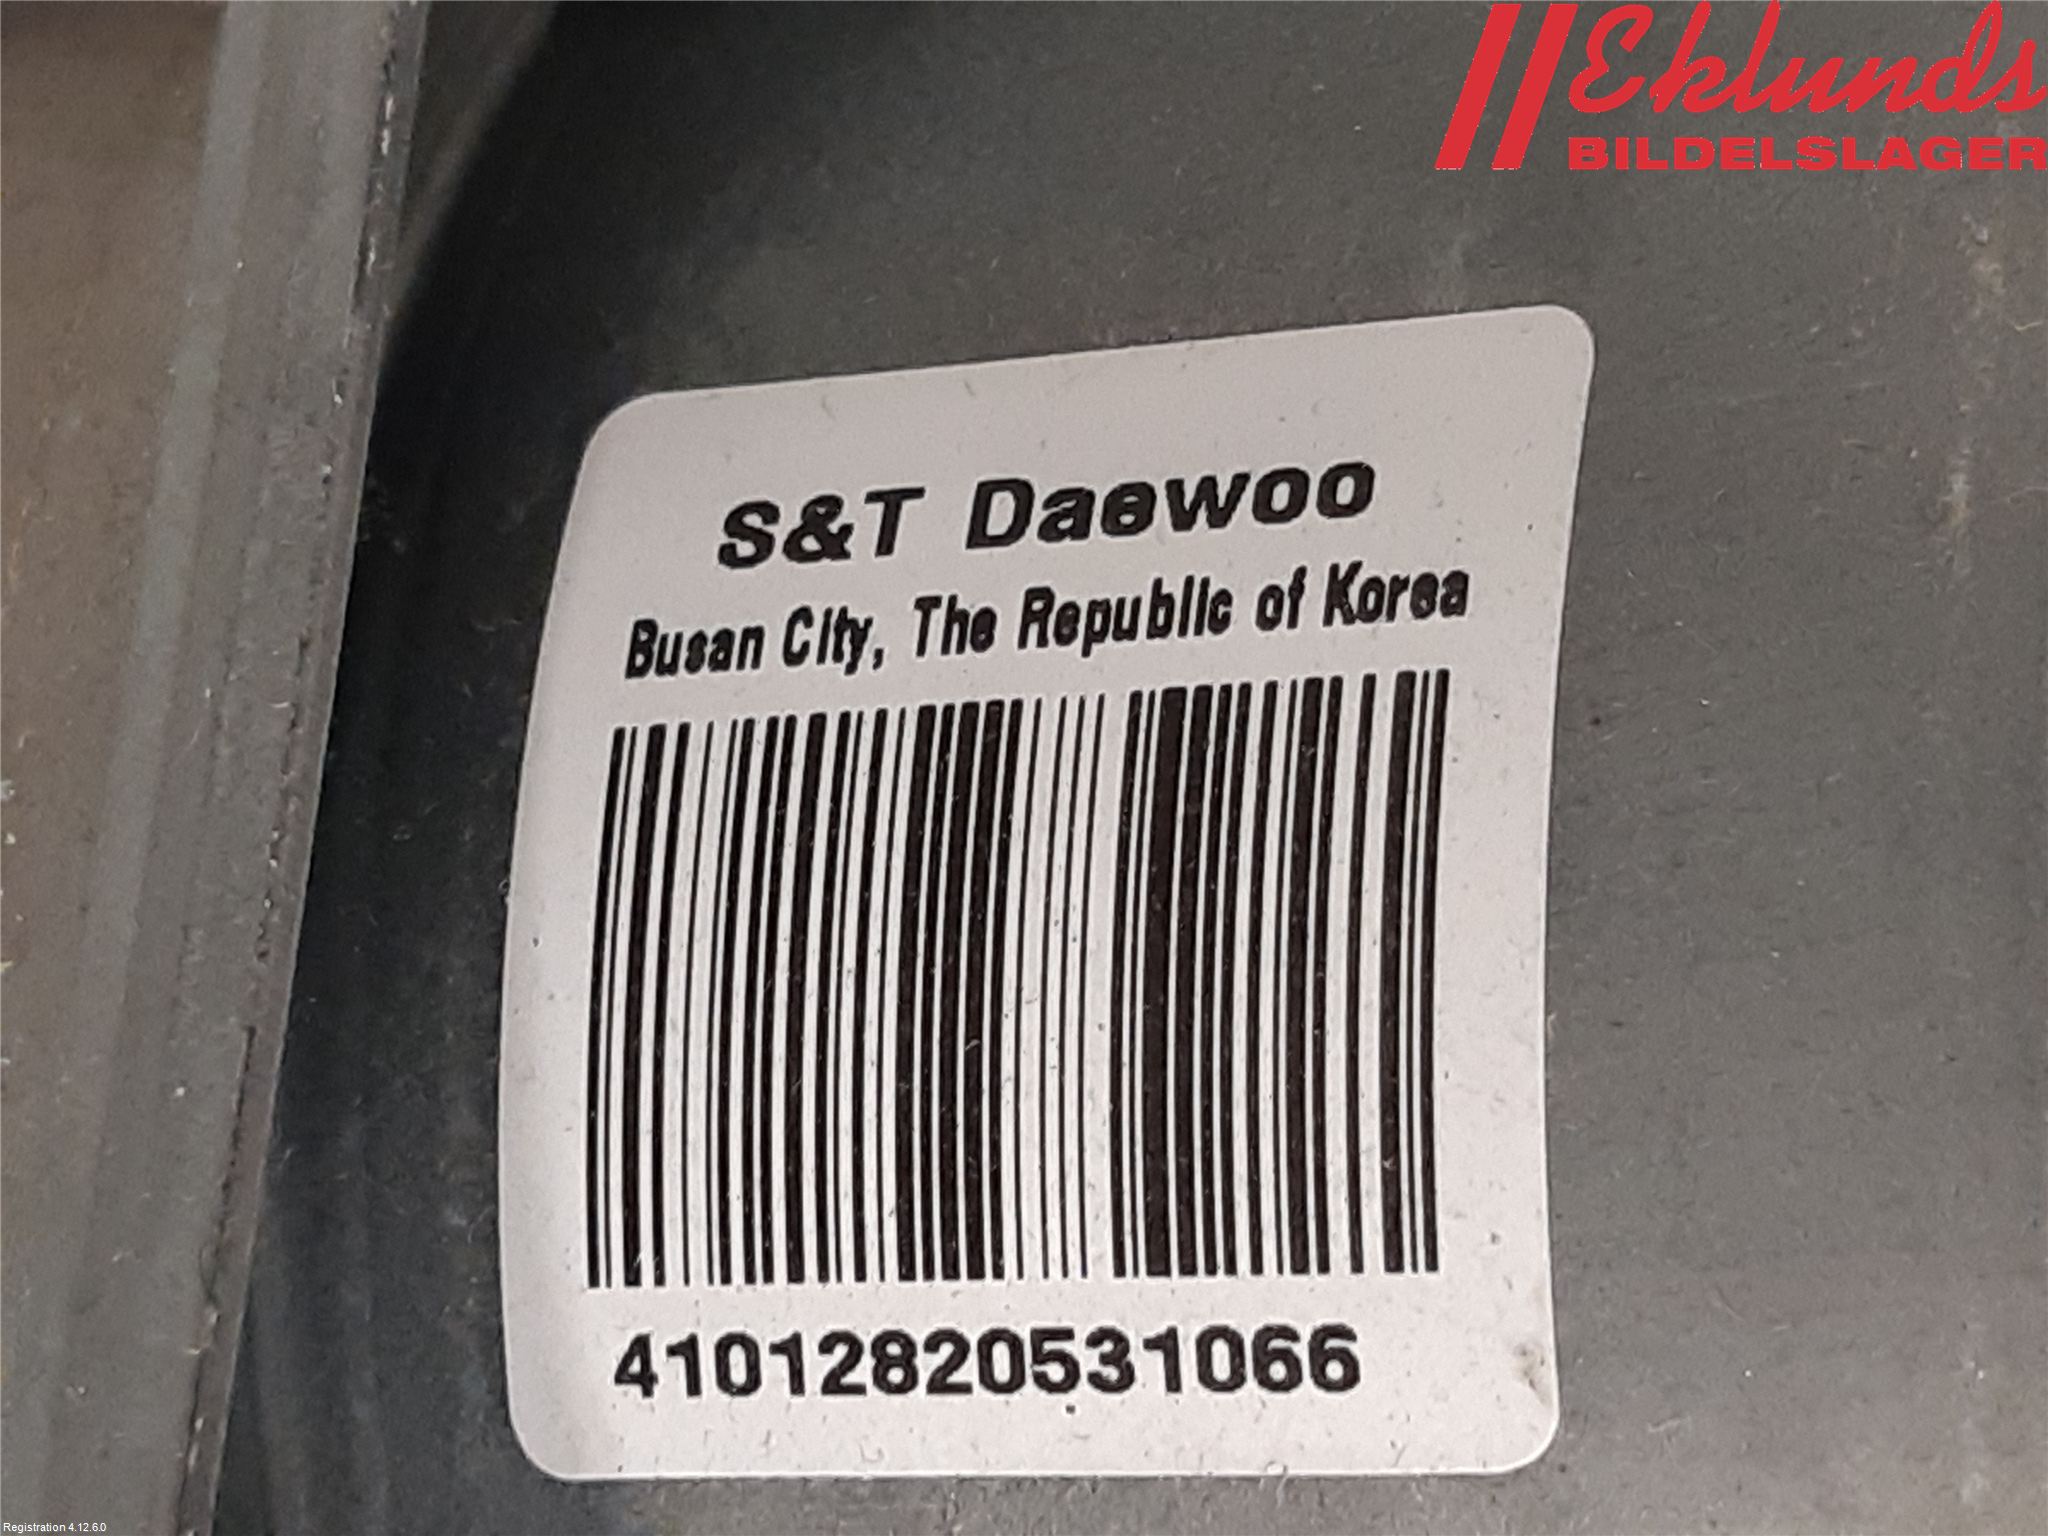 Eklunds
BILDELSLAGER
S&T Daewoo
Busan City, The Republic of Korea
41012820531066
Registration 4.12.6.0